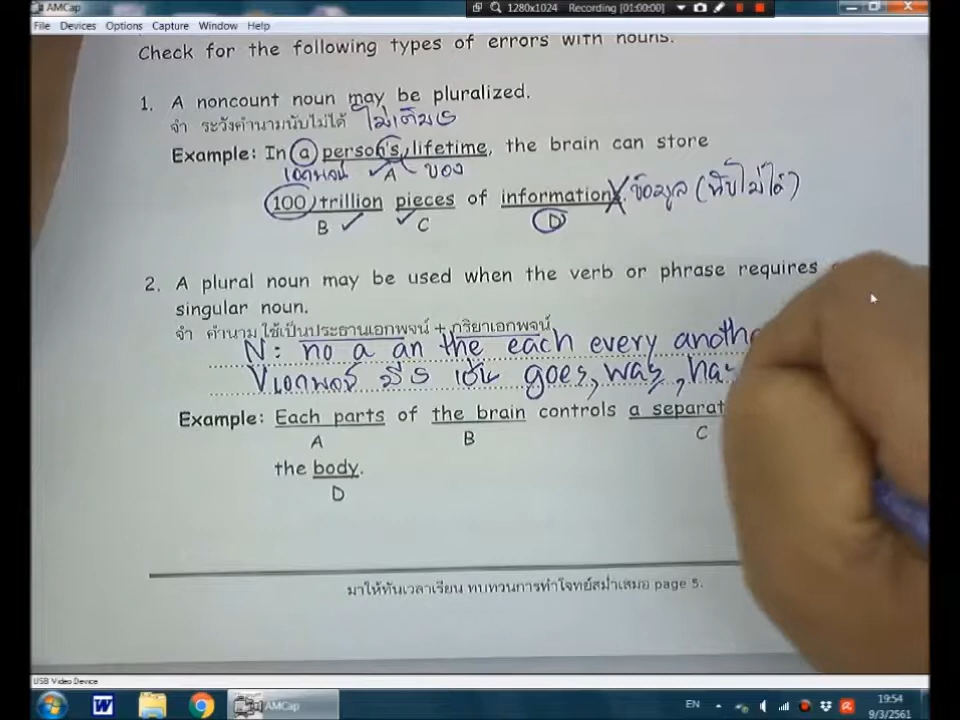 AMCap
1280x1024 Recording [01:00:00]
File Devices Options Capture Window Help
Check for the following types of errors with nouns.
1. A noncount noun may be pluralized.
จำ ระวังคำนามนับไม่ได้ ไม่เติม s
Example: In a person's lifetime, the brain can store
เอกพจน์ A ของ
100 trillion pieces of informations. ข้อมูล (นับไม่ได้)
B C D
2. A plural noun may be used when the verb or phrase requires
singular noun.
จำ คำนาม ใช้เป็นประธานเอกพจน์ + กริยาเอกพจน์
N: no a an the each every anothe
Vเอกพจน์ มี s เช่น goes, was, has
Example: Each parts of the brain controls a separat
A B C
the body.
D
มาให้ทันเวลาเรียน ทบทวนการทำโจทย์สม่ำเสมอ page 5.
USB Video Device
AMCap
EN
19:54
9/3/2561